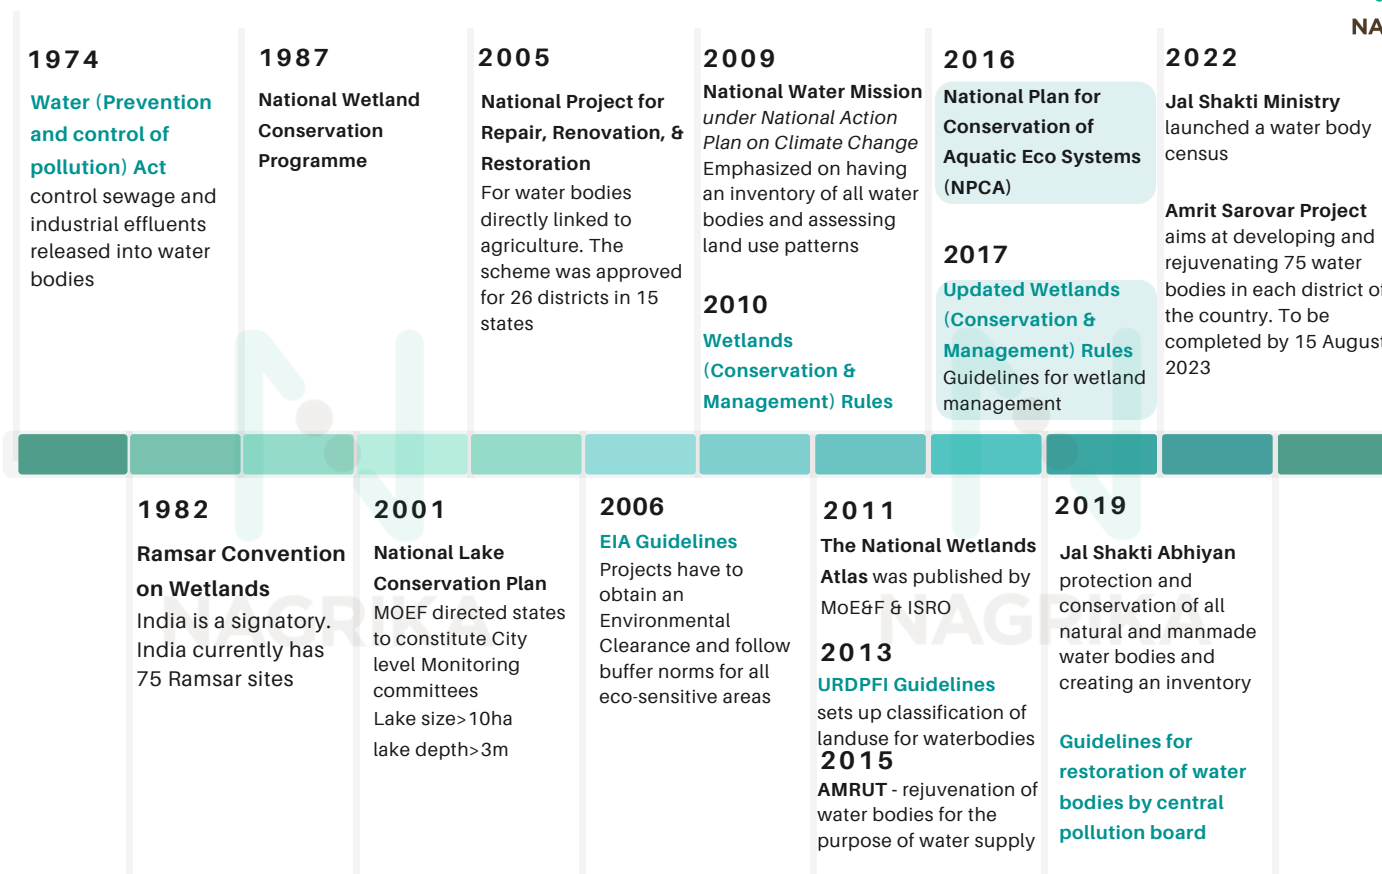 NA
1974
Water (Prevention
and control of
pollution) Act
control sewage and
industrial effluents
released into water
bodies
1987
National Wetland
Conservation
Programme
2005
National Project for
Repair, Renovation, &
Restoration
For water bodies
directly linked to
agriculture. The
scheme was approved
for 26 districts in 15
states
2009
National Water Mission
under National Action
Plan on Climate Change
Emphasized on having
an inventory of all water
bodies and assessing
land use patterns
2010
Wetlands
(Conservation &
Management) Rules
2016
National Plan for
Conservation of
Aquatic Eco Systems
(NPCA)
2017
Updated Wetlands
(Conservation &
Management) Rules
Guidelines for wetland
management
2022
Jal Shakti Ministry
launched a water body
census
Amrit Sarovar Project
aims at developing and
rejuvenating 75 water
bodies in each district of
the country. To be
completed by 15 August
2023
1982
Ramsar Convention
on Wetlands
India is a signatory.
India currently has
75 Ramsar sites
2001
National Lake
Conservation Plan
MOEF directed states
to constitute City
level Monitoring
committees
Lake size>10ha
lake depth>3m
2006
EIA Guidelines
Projects have to
obtain an
Environmental
Clearance and follow
buffer norms for all
eco-sensitive areas
2011
The National Wetlands
Atlas was published by
MoE&F & ISRO
2013
URDPFI Guidelines
sets up classification of
landuse for waterbodies
2015
AMRUT - rejuvenation of
water bodies for the
purpose of water supply
2019
Jal Shakti Abhiyan
protection and
conservation of all
natural and manmade
water bodies and
creating an inventory
Guidelines for
restoration of water
bodies by central
pollution board
NAGRIKA
NAGRIKA